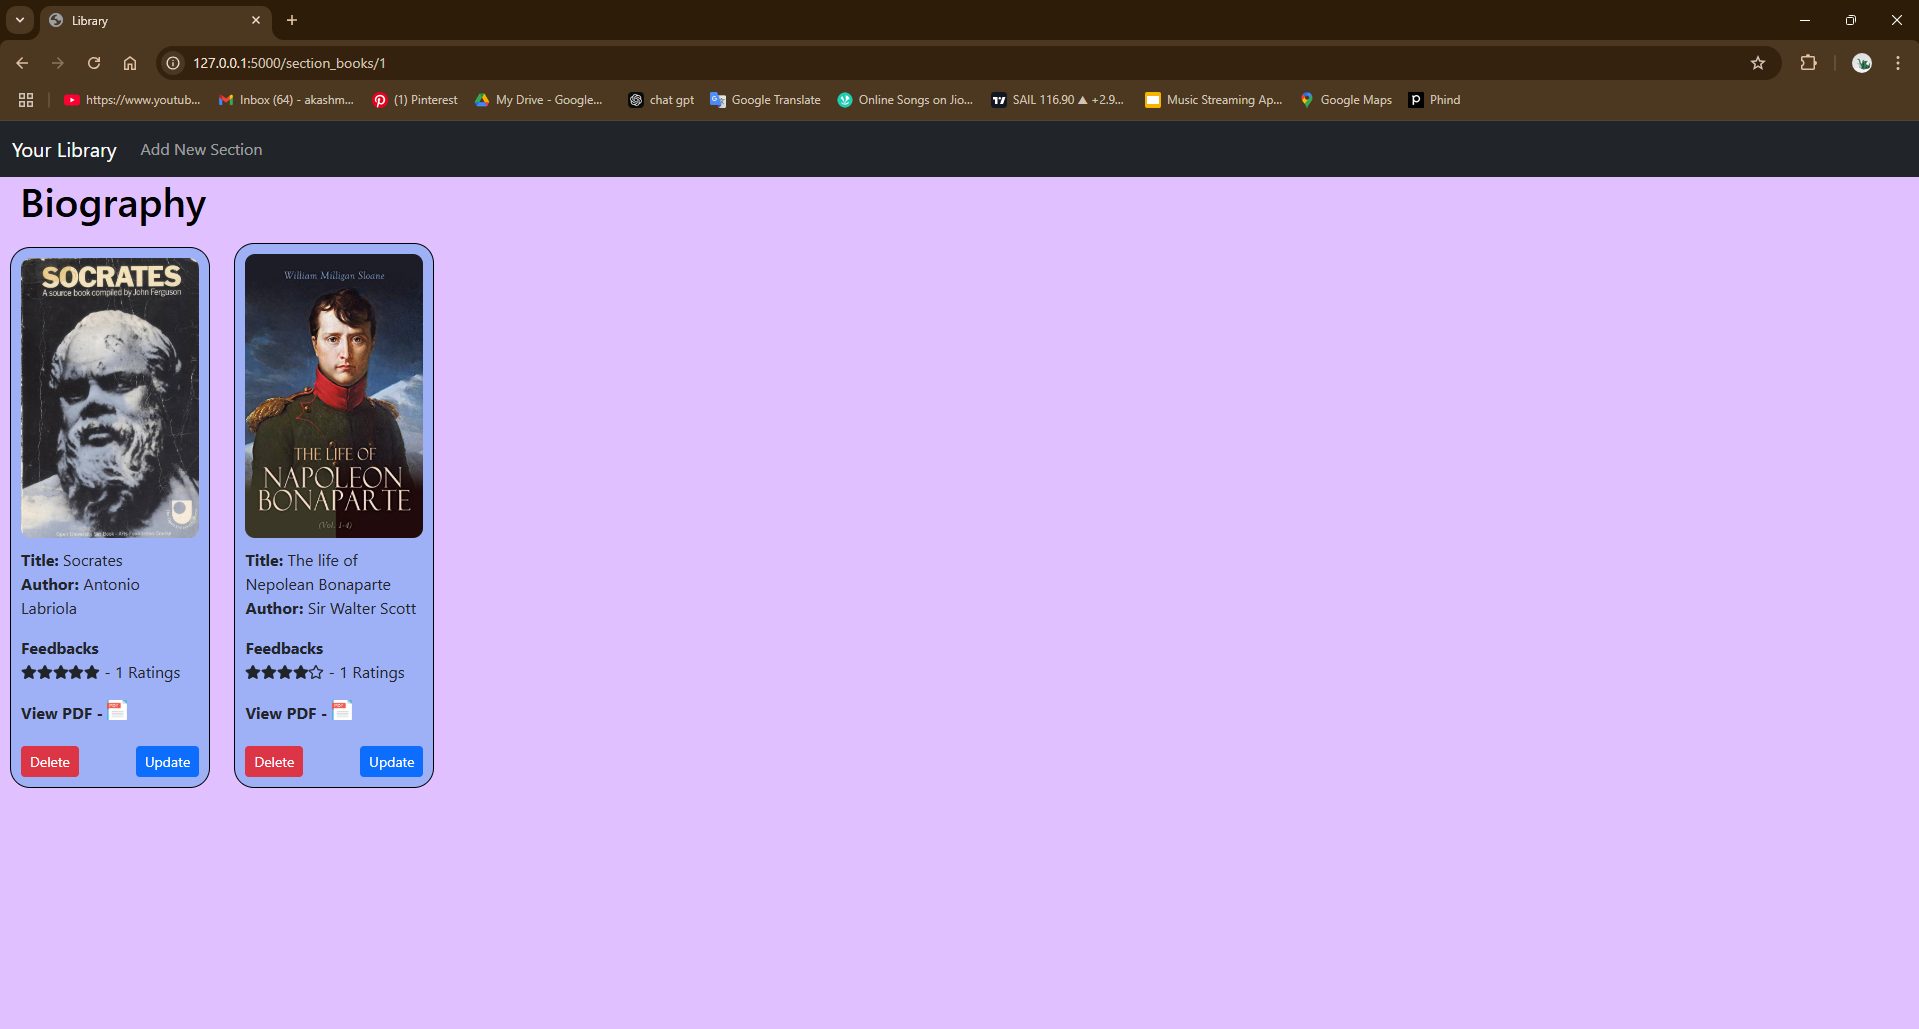 Library
127.0.0.1:5000/section_books/1
https://www.youtub...
Inbox (64) - akashm...
(1) Pinterest
My Drive - Google...
chat gpt
Google Translate
Online Songs on Jio...
SAIL 116.90 ▲ +2.9...
Music Streaming Ap...
Google Maps
Phind
Your Library
Add New Section
Biography
SOCRATES
A source book compiled by John Ferguson
Title: Socrates
Author: Antonio
Labriola
Feedbacks
★★★★★ - 1 Ratings
View PDF -
Delete
Update
William Milligan Sloane
THE LIFE OF
NAPOLEON
BONAPARTE
(Vol. 1-4)
Title: The life of
Nepolean Bonaparte
Author: Sir Walter Scott
Feedbacks
★★★★☆ - 1 Ratings
View PDF -
Delete
Update